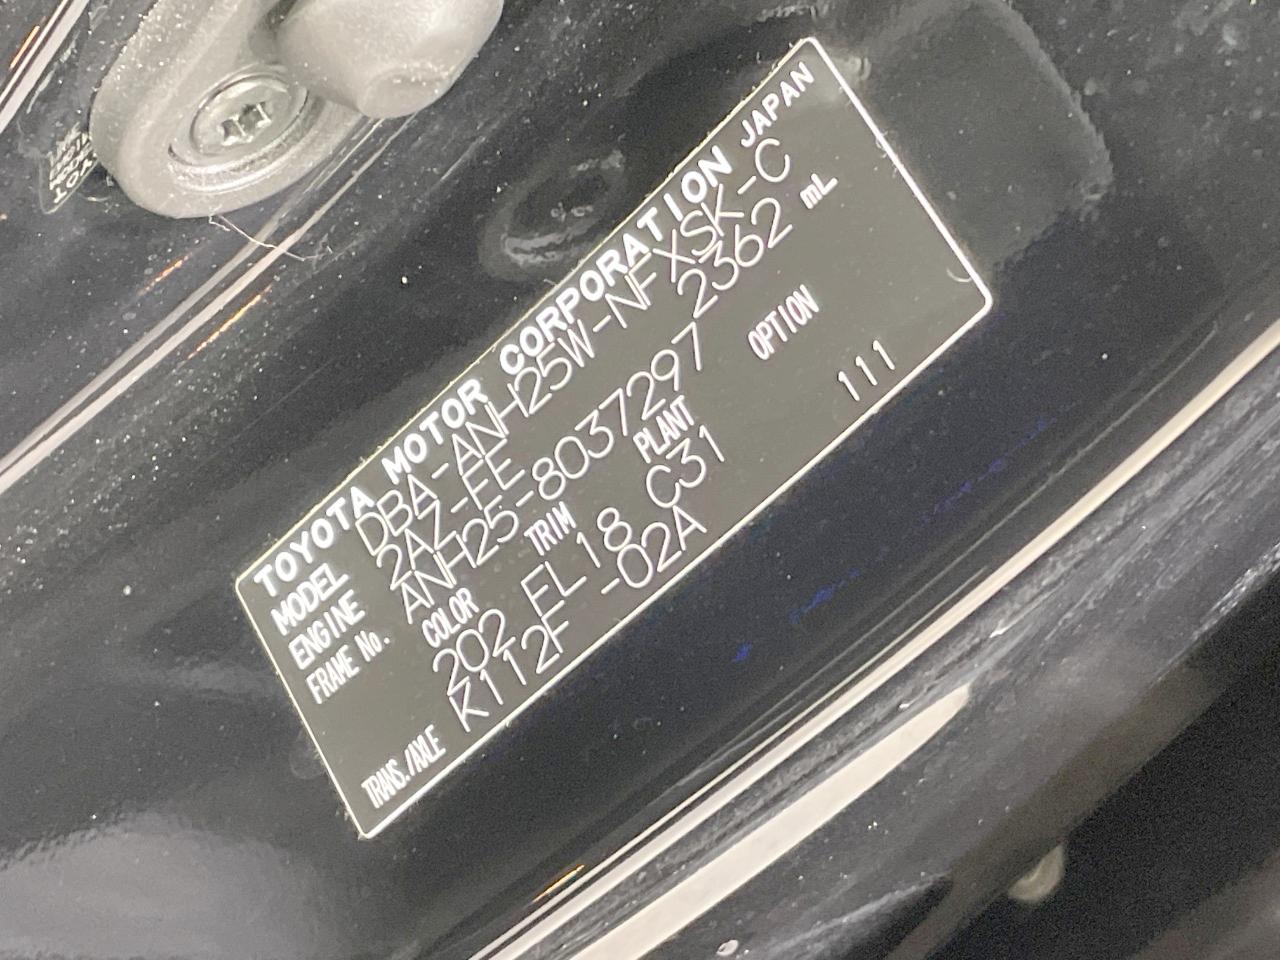 TOYOTA MOTOR CORPORATION JAPAN
MODEL DBA-ANH25W-NFXSK-C
ENGINE 2AZ-FE 2362 mL
FRAME No. ANH25-8037297
COLOR TRIM PLANT OPTION
202 EL18 C31 111
TRANS./AXLE K112F -02A